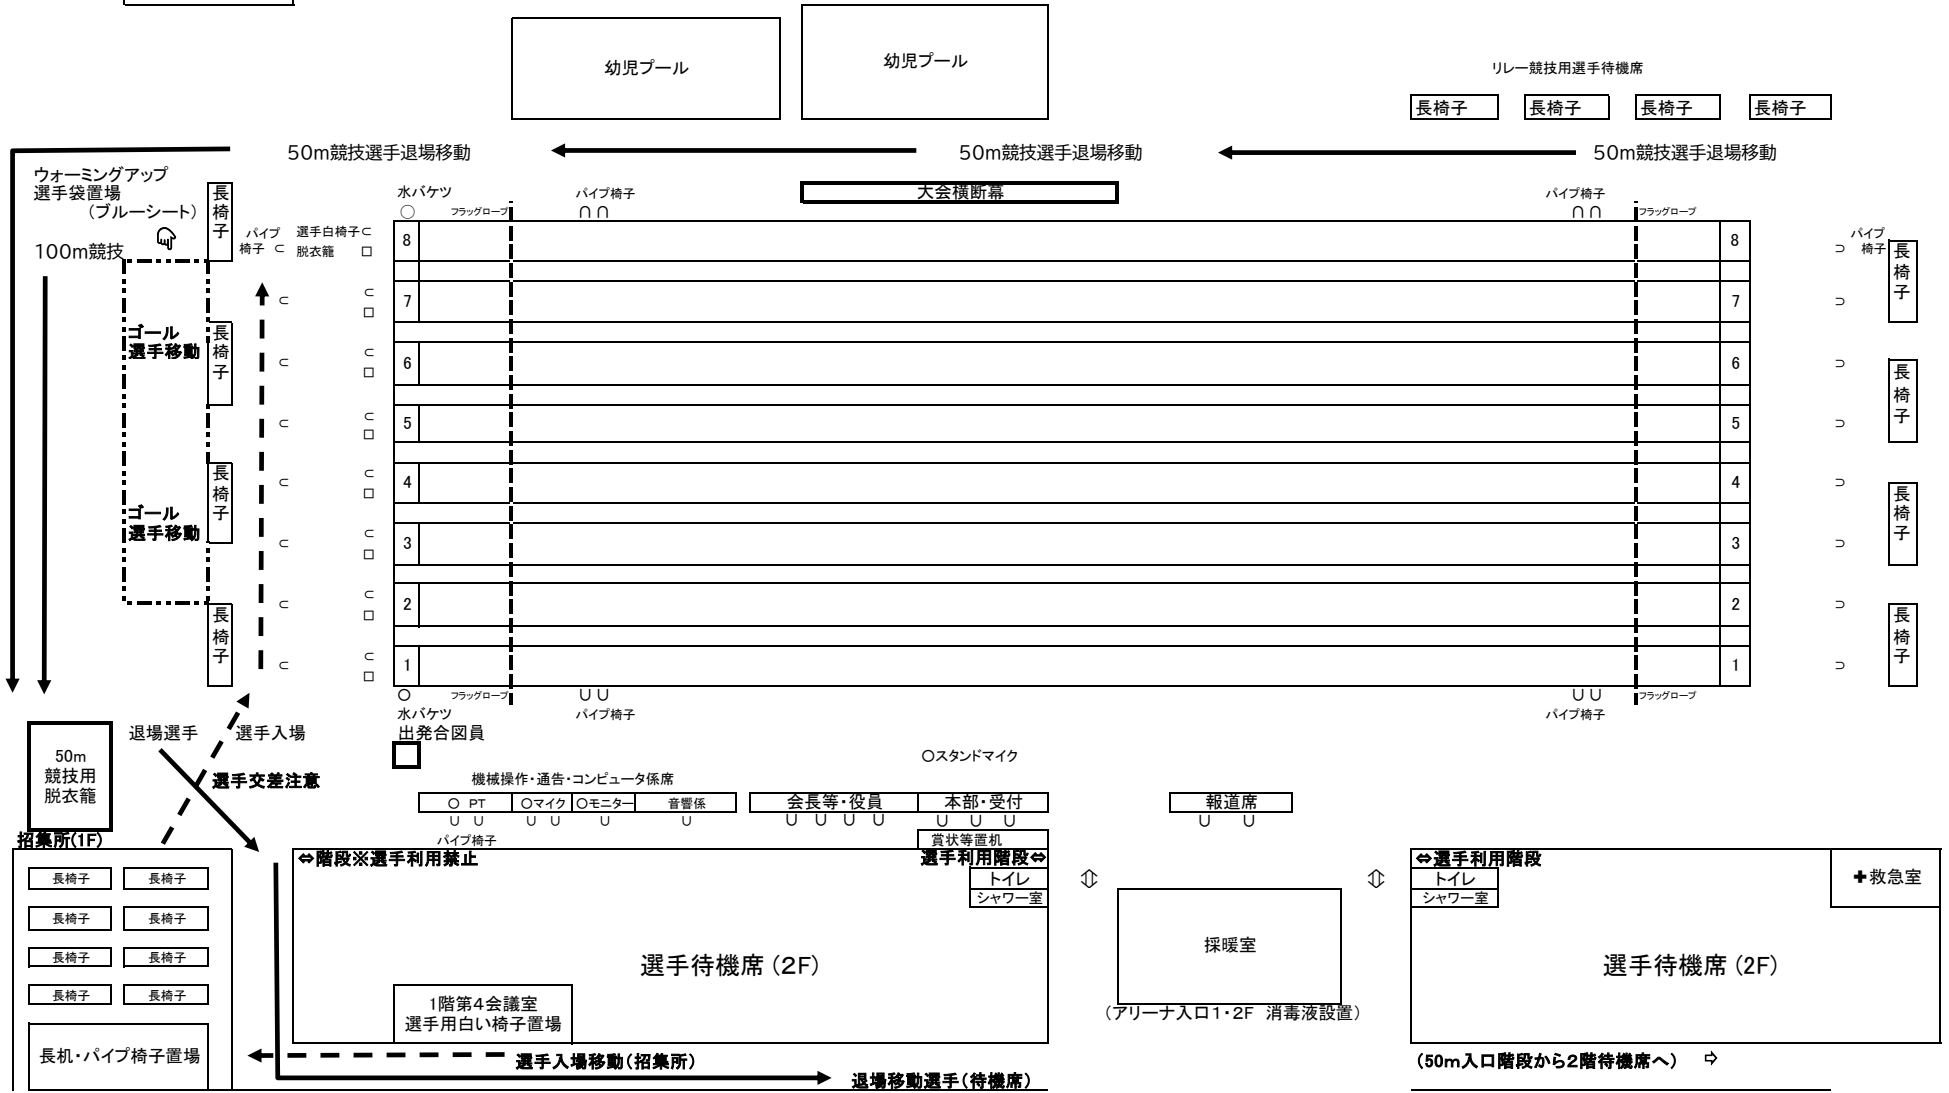 幼児プール
幼児プール
リレー競技用選手待機席
長椅子 長椅子 長椅子 長椅子
50m競技選手退場移動 50m競技選手退場移動 50m競技選手退場移動
ウォーミングアップ
選手袋置場
(ブルーシート)
100m競技
☟
長椅子
長椅子
長椅子
長椅子
ゴール
選手移動
ゴール
選手移動
パイプ
椅子 ⊂
選手白椅子⊂
脱衣籠 □
水バケツ
○
フラッグロープ
パイプ椅子
∩ ∩
大会横断幕
パイプ椅子
∩ ∩
フラッグロープ
8 8
7 7
6 6
5 5
4 4
3 3
2 2
1 1
パイプ
椅子
長椅子
長椅子
長椅子
長椅子
○
水バケツ
フラッグロープ
∪ ∪
パイプ椅子
∪ ∪
パイプ椅子
フラッグロープ
出発合図員
50m
競技用
脱衣籠
退場選手 選手入場
選手交差注意
○スタンドマイク
機械操作・通告・コンピュータ係席
○ PT ○マイク ○モニター 音響係
∪ ∪ ∪ ∪ ∪ ∪
パイプ椅子
会長等・役員 本部・受付
∪ ∪ ∪ ∪ ∪ ∪ ∪
賞状等置机
報道席
∪ ∪
招集所(1F)
長椅子 長椅子
長椅子 長椅子
長椅子 長椅子
長椅子 長椅子
長机・パイプ椅子置場
⇔階段※選手利用禁止
選手利用階段⇔
トイレ
シャワー室
選手待機席(2F)
1階第4会議室
選手用白い椅子置場
⇕ ⇕
採暖室
(アリーナ入口1・2F 消毒液設置)
⇔選手利用階段
トイレ
シャワー室
✚救急室
選手待機席(2F)
選手入場移動(招集所)
退場移動選手(待機席)
(50m入口階段から2階待機席へ) ⇨